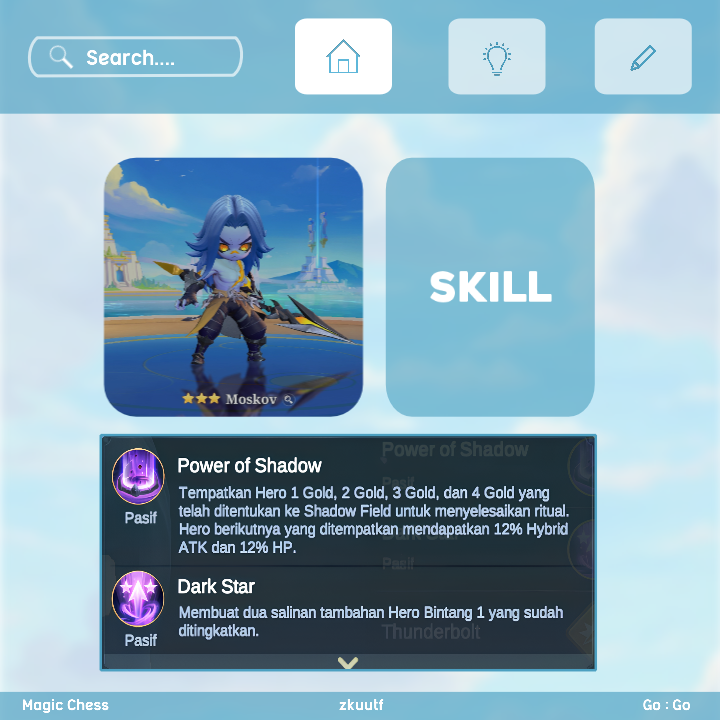 Search....
SKILL
Moskov
Power of Shadow
Power of Shadow
Pasif
Tempatkan Hero 1 Gold, 2 Gold, 3 Gold, dan 4 Gold yang
telah ditentukan ke Shadow Field untuk menyelesaikan ritual.
Hero berikutnya yang ditempatkan mendapatkan 12% Hybrid
ATK dan 12% HP.
Pasif
Dark Star
Pasif
Membuat dua salinan tambahan Hero Bintang 1 yang sudah
ditingkatkan.
Thunderbolt
Pasif
Magic Chess
zkuutf
Go : Go